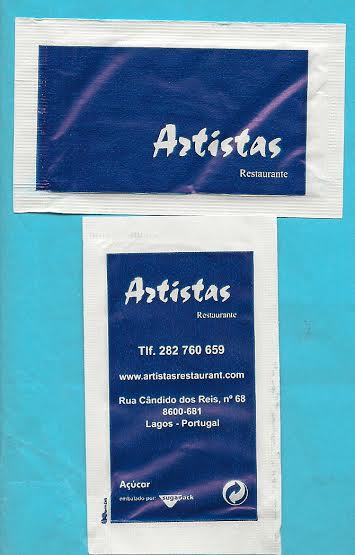 Artistas
Restaurante
Artistas
Restaurante
Tlf. 282 760 659
www.artistasrestaurant.com
Rua Cândido dos Reis, nº 68
8600-681
Lagos - Portugal
Açúcar
embalado por: sugapack